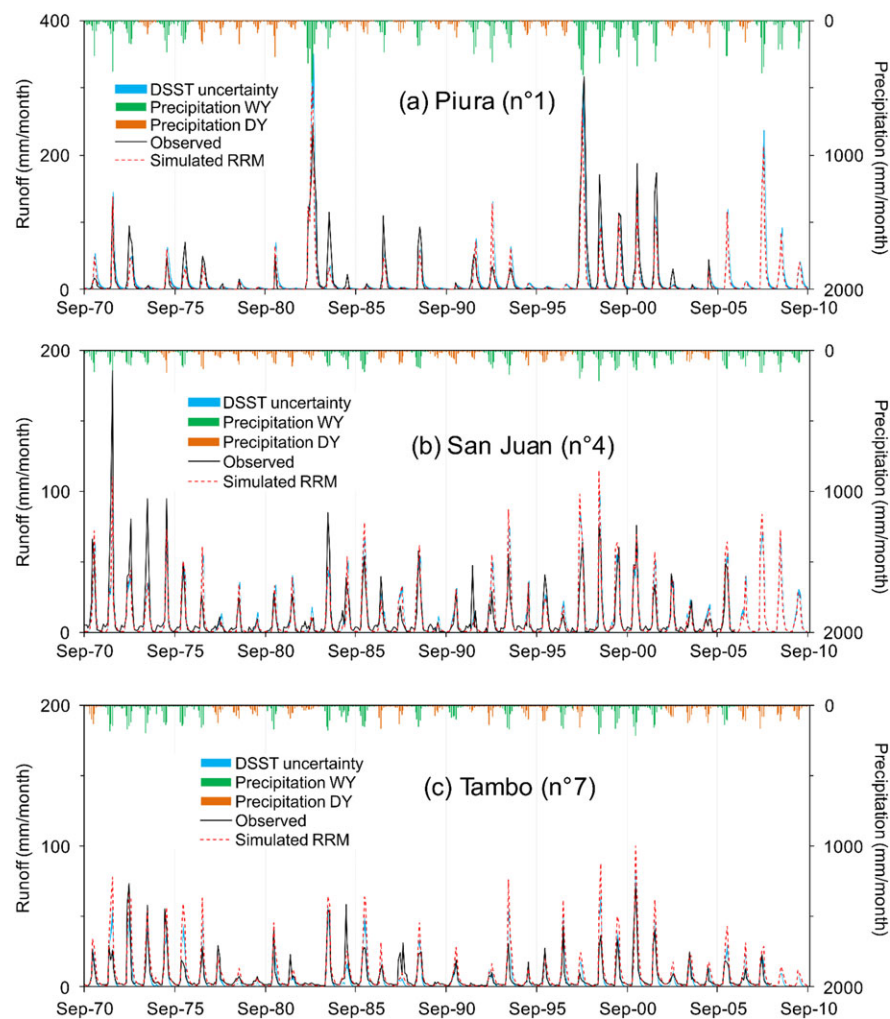 400
0
DSST uncertainty
Precipitation WY
Precipitation DY
Observed
Simulated RRM
(a) Piura (n°1)
300
200
1000
100
0
2000
Runoff (mm/month)
Precipitation (mm/month)
Sep-70 Sep-75 Sep-80 Sep-85 Sep-90 Sep-95 Sep-00 Sep-05 Sep-10
200
0
DSST uncertainty
Precipitation WY
Precipitation DY
Observed
Simulated RRM
(b) San Juan (n°4)
100
1000
0
2000
Runoff (mm/month)
Precipitation (mm/month)
Sep-70 Sep-75 Sep-80 Sep-85 Sep-90 Sep-95 Sep-00 Sep-05 Sep-10
200
0
DSST uncertainty
Precipitation WY
Precipitation DY
Observed
Simulated RRM
(c) Tambo (n°7)
100
1000
0
2000
Runoff (mm/month)
Precipitation (mm/month)
Sep-70 Sep-75 Sep-80 Sep-85 Sep-90 Sep-95 Sep-00 Sep-05 Sep-10